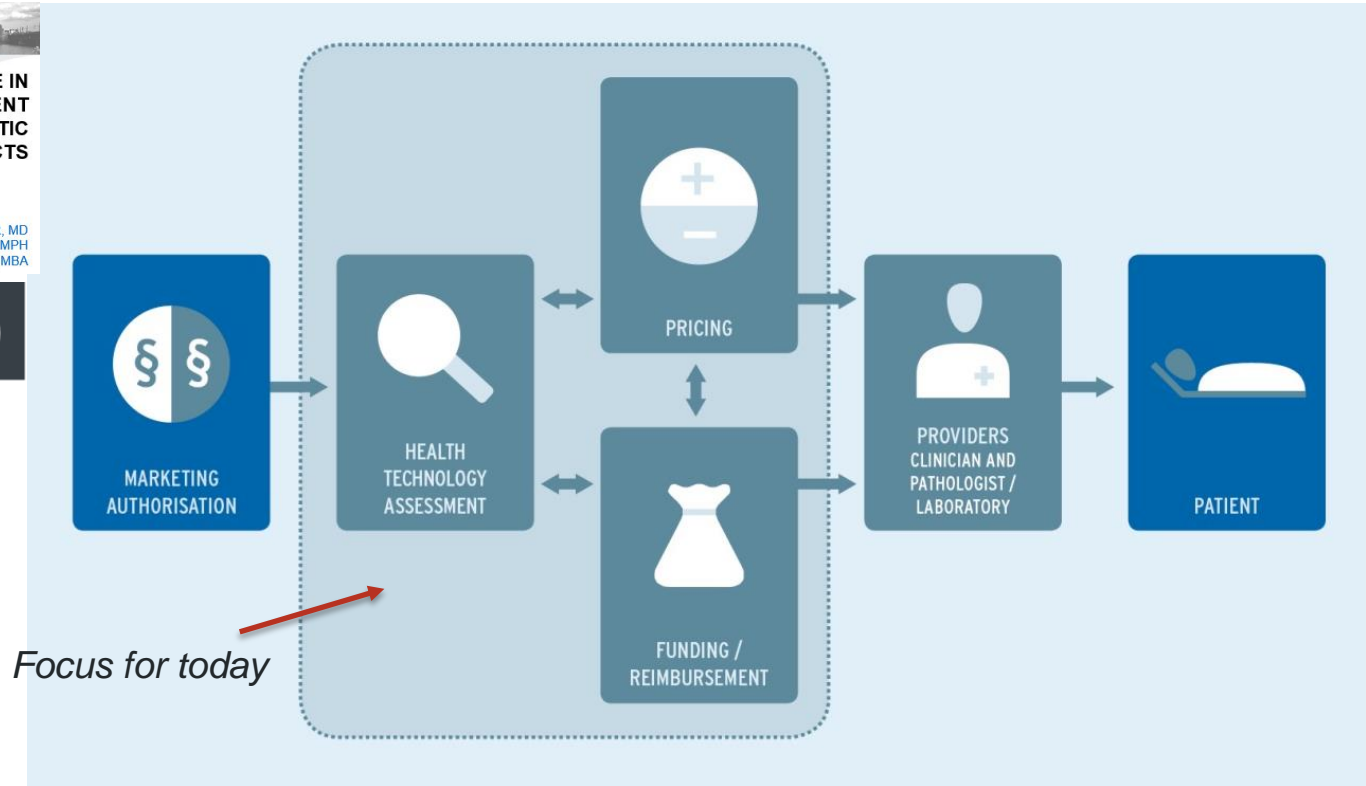 E IN
ENT
TIC
CTS
, MD
MPH
MBA
§ §
MARKETING
AUTHORISATION
HEALTH
TECHNOLOGY
ASSESSMENT
PRICING
FUNDING /
REIMBURSEMENT
PROVIDERS
CLINICIAN AND
PATHOLOGIST /
LABORATORY
PATIENT
Focus for today